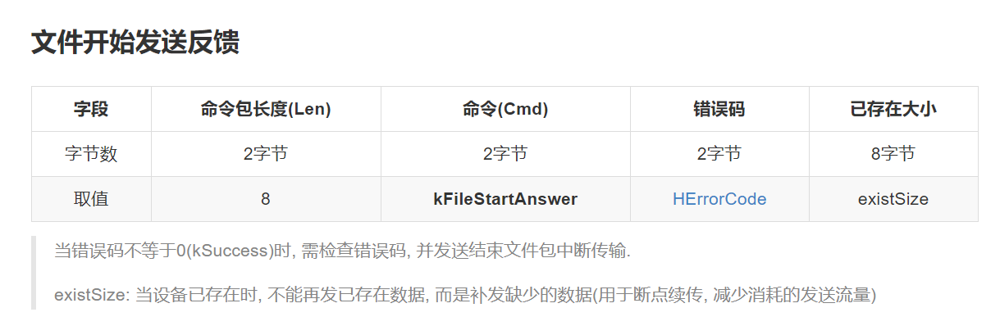 文件开始发送反馈
字段 命令包长度(Len) 命令(Cmd) 错误码 已存在大小
字节数 2字节 2字节 2字节 8字节
取值 8 kFileStartAnswer HErrorCode existSize
当错误码不等于0(kSuccess)时, 需检查错误码, 并发送结束文件包中断传输.
existSize: 当设备已存在时, 不能再发已存在数据, 而是补发缺少的数据(用于断点续传, 减少消耗的发送流量)